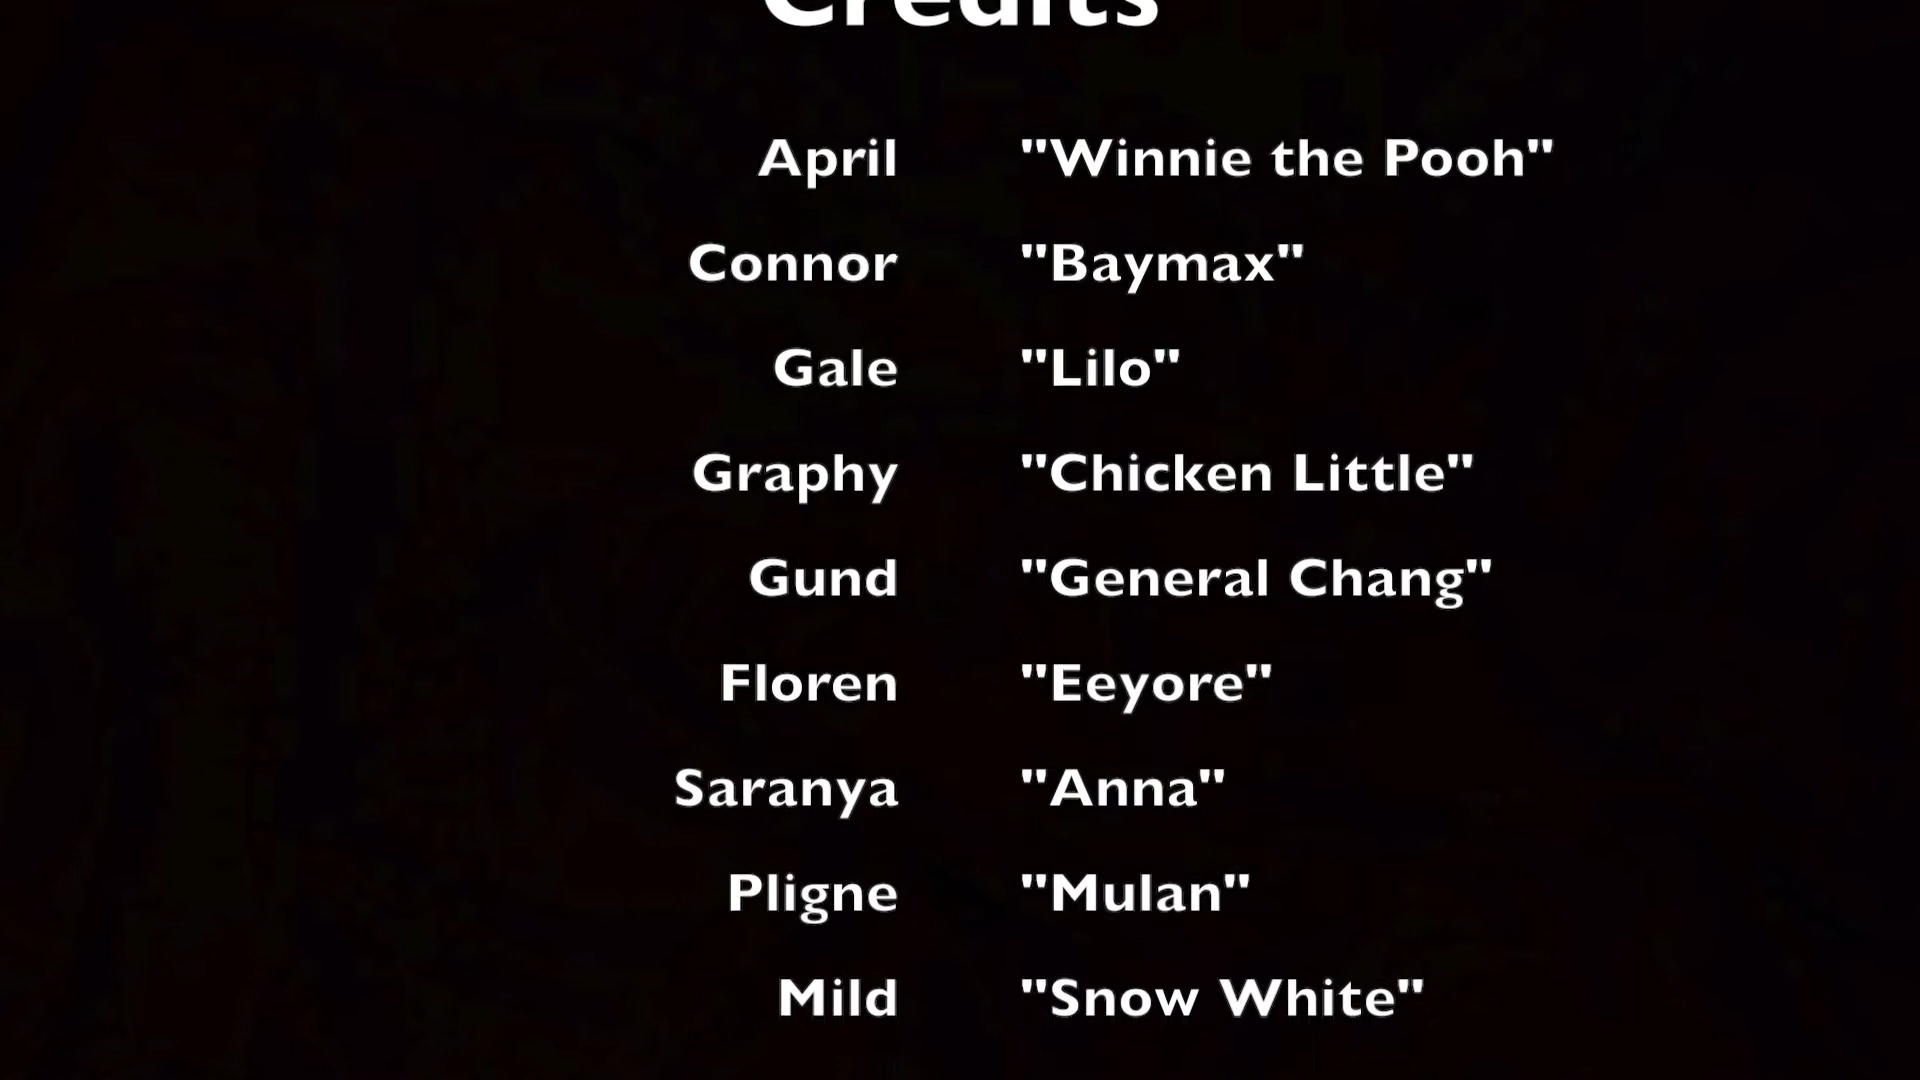 Credits
April "Winnie the Pooh"
Connor "Baymax"
Gale "Lilo"
Graphy "Chicken Little"
Gund "General Chang"
Floren "Eeyore"
Saranya "Anna"
Pligne "Mulan"
Mild "Snow White"